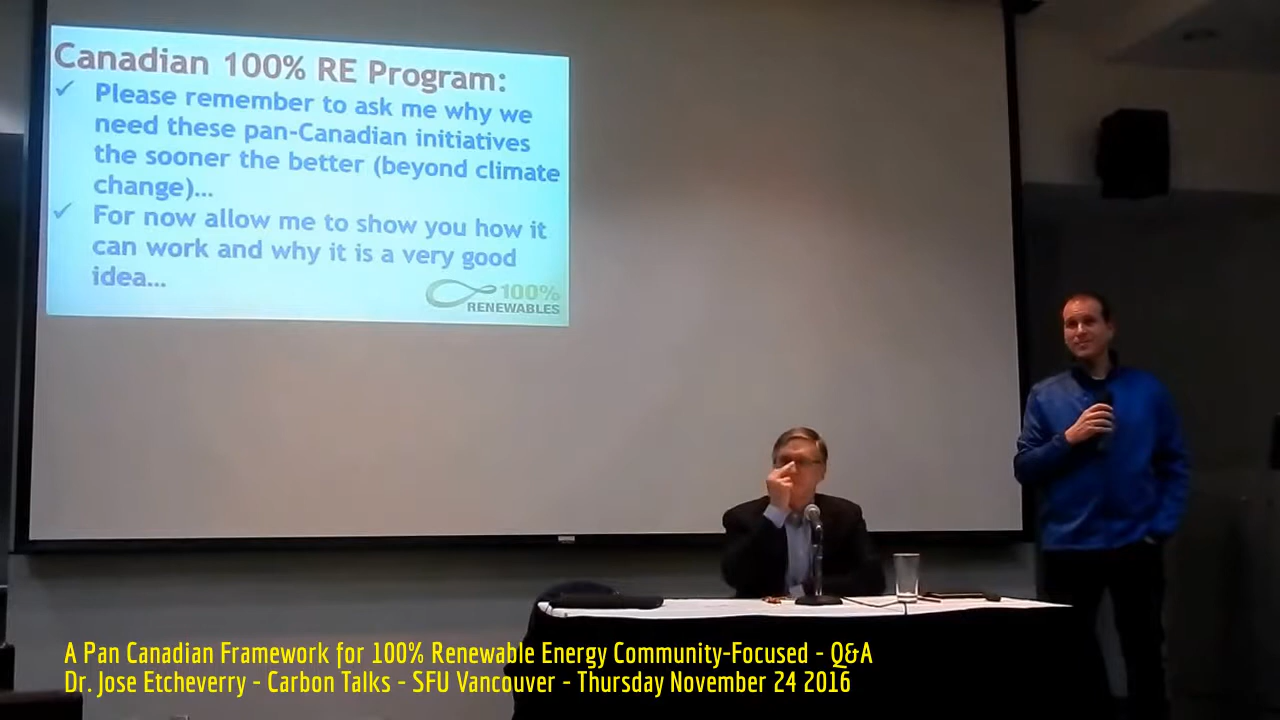 Canadian 100% RE Program:
✓ Please remember to ask me why we
need these pan-Canadian initiatives
the sooner the better (beyond climate
change)...
✓ For now allow me to show you how it
can work and why it is a very good
idea...
100%
RENEWABLES
A Pan Canadian Framework for 100% Renewable Energy Community-Focused - Q&A
Dr. Jose Etcheverry - Carbon Talks - SFU Vancouver - Thursday November 24 2016